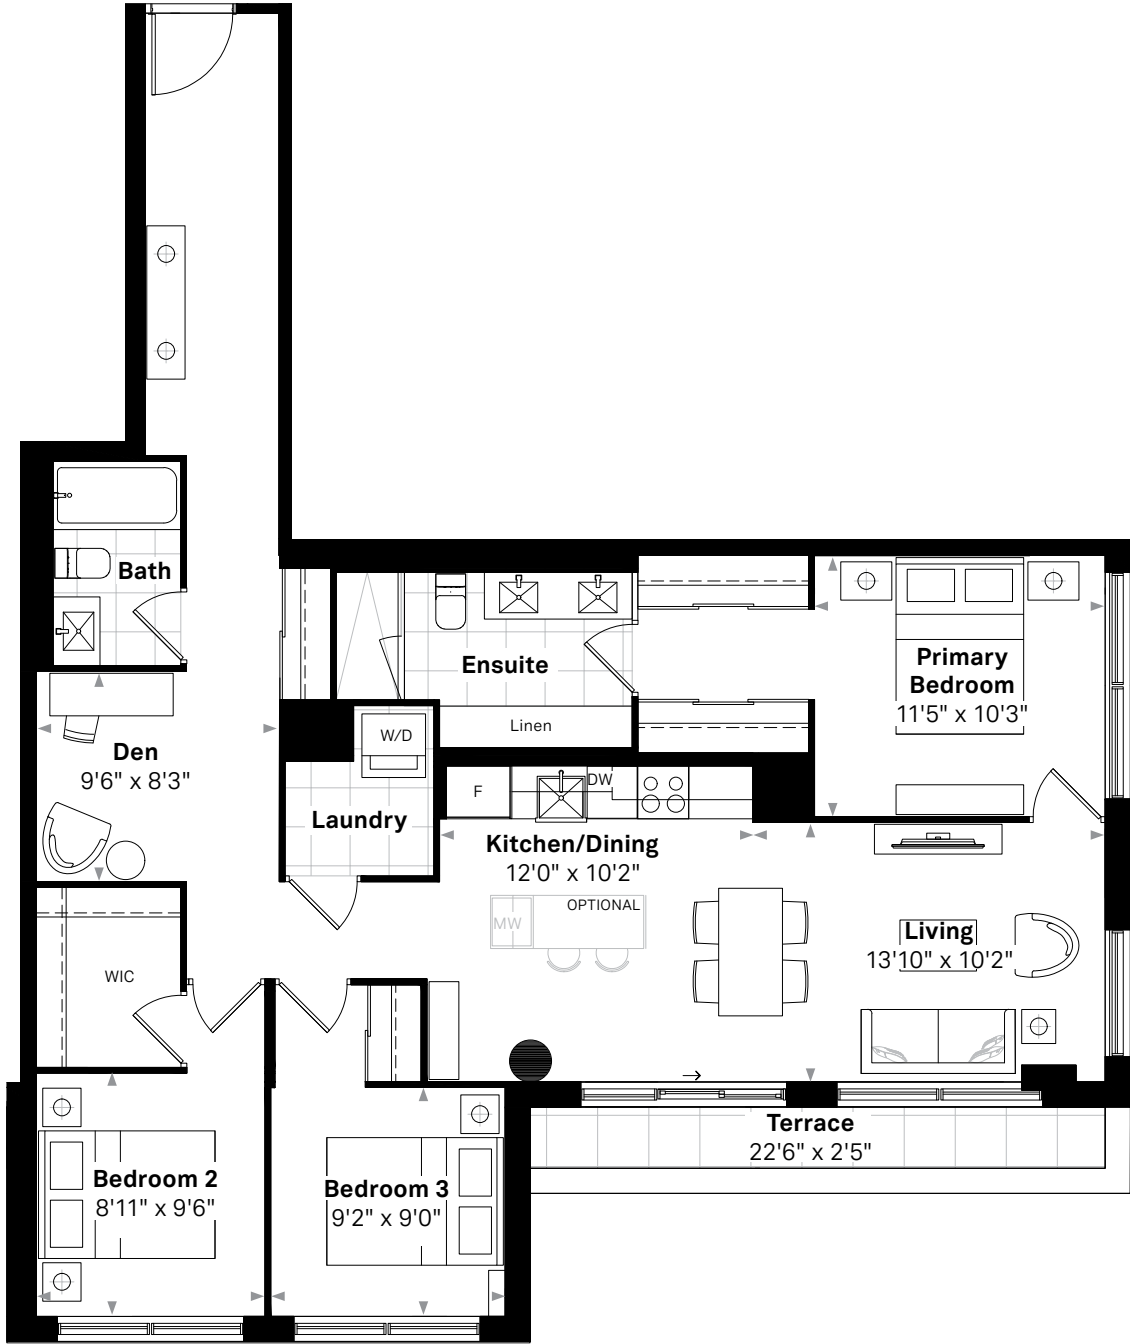 Bath
Ensuite
Primary
Bedroom
11'5" x 10'3"
Linen
W/D
Den
9'6" x 8'3"
DW
F
Laundry
Kitchen/Dining
12'0" x 10'2"
OPTIONAL
MW
Living
13'10" x 10'2"
WIC
Terrace
22'6" x 2'5"
Bedroom 2
8'11" x 9'6"
Bedroom 3
9'2" x 9'0"